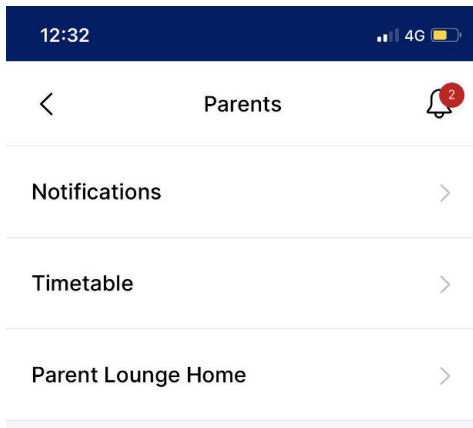 12:32 4G
Parents 2
Notifications
Timetable
Parent Lounge Home